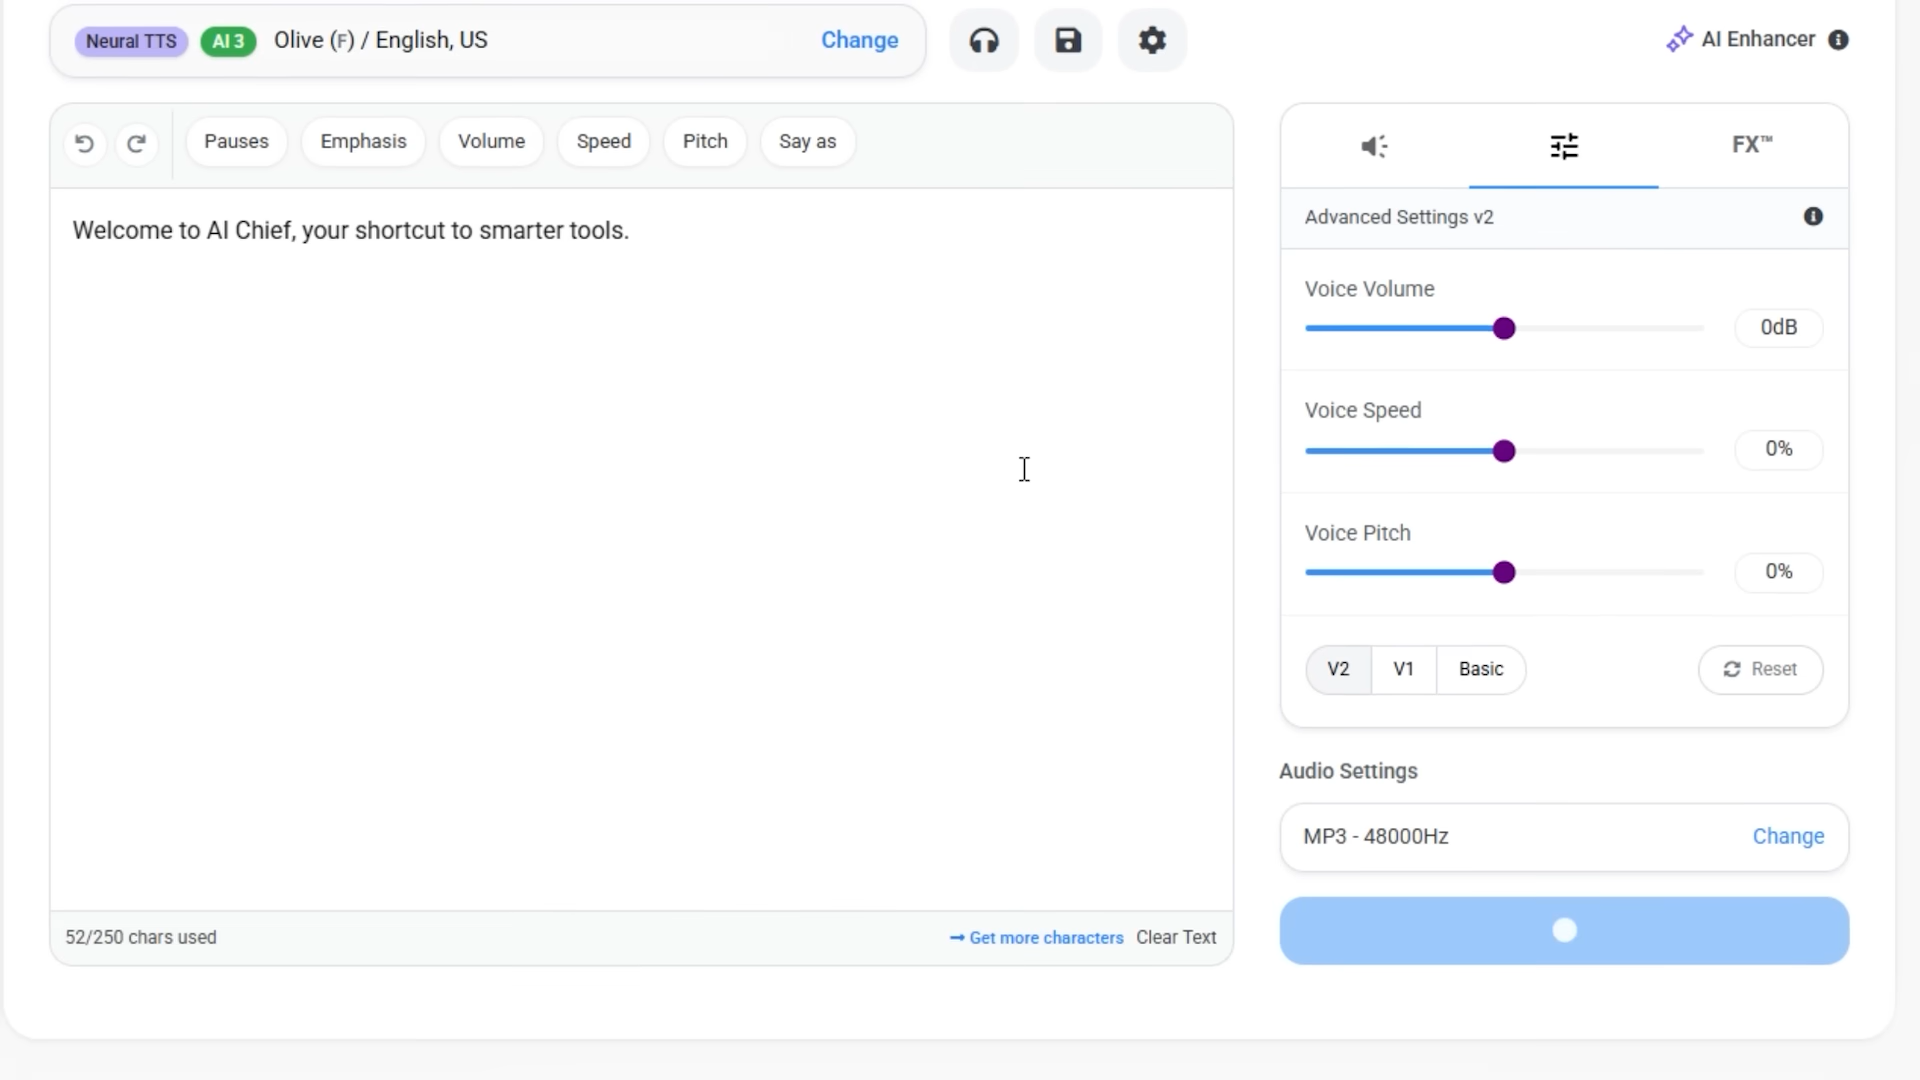 Neural TTS AI 3 Olive (F) / English, US Change
AI Enhancer
Pauses Emphasis Volume Speed Pitch Say as
FX™
Welcome to AI Chief, your shortcut to smarter tools.
Advanced Settings v2
Voice Volume
0dB
Voice Speed
0%
Voice Pitch
0%
V2 V1 Basic Reset
Audio Settings
MP3 - 48000Hz Change
52/250 chars used Get more characters Clear Text